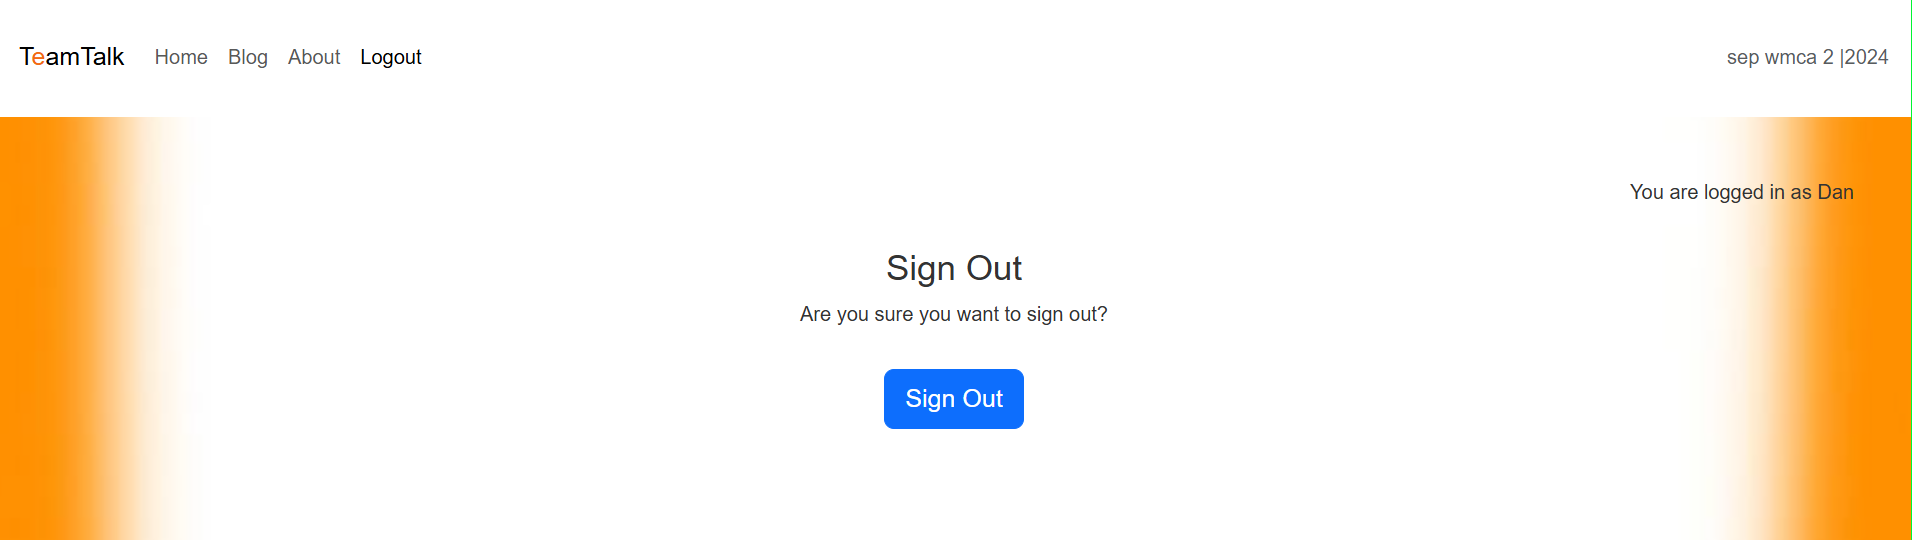 TeamTalk Home Blog About Logout sep wmca 2 |2024
You are logged in as Dan
Sign Out
Are you sure you want to sign out?
Sign Out